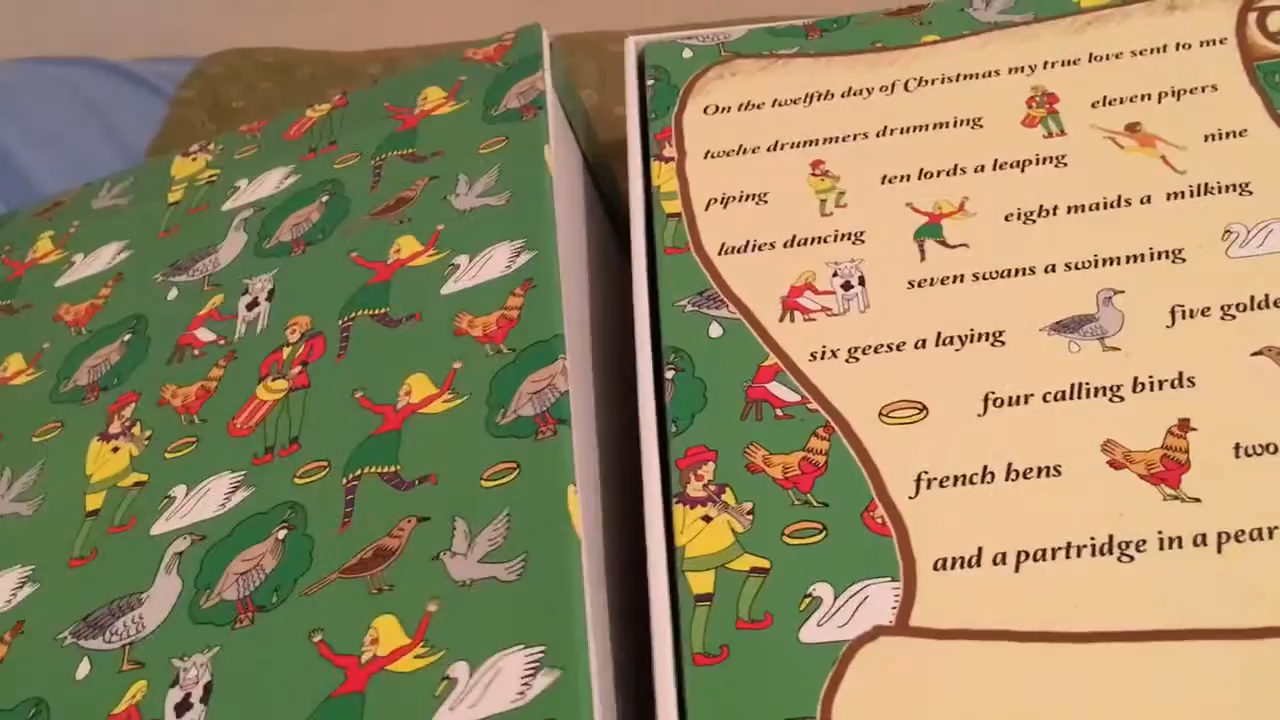 On the twelfth day of Christmas my true love sent to me
twelve drummers drumming eleven pipers
piping ten lords a leaping nine
ladies dancing eight maids a milking
seven swans a swimming
six geese a laying five
four calling birds
french hens two
and a partridge in a pear